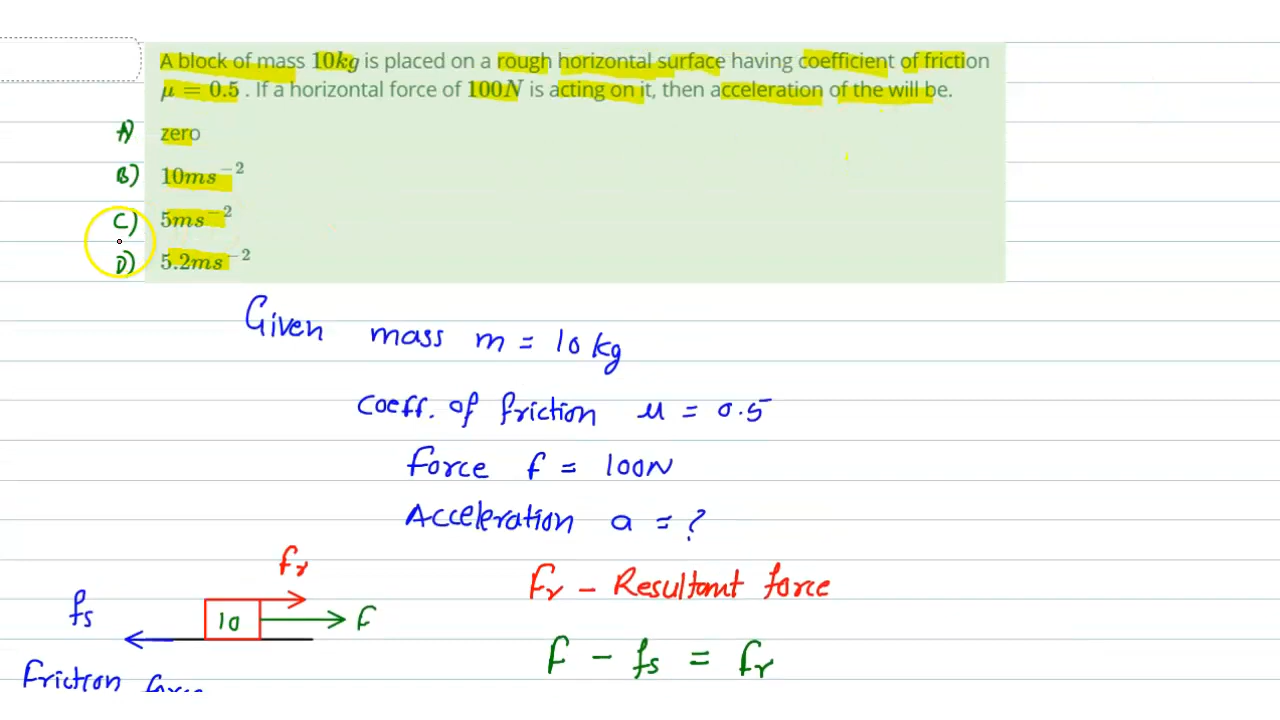 A block of mass 10kg is placed on a rough horizontal surface having coefficient of friction
μ = 0.5 . If a horizontal force of 100N is acting on it, then acceleration of the will be.
A) zero
B) 10ms⁻²
C) 5ms⁻²
D) 5.2ms⁻²
Given mass m = 10 kg
Coeff. of friction μ = 0.5
Force f = 100N
Acceleration a = ?
fr
Fr - Resultant force
fs
10
F
F - fs = fr
Friction force